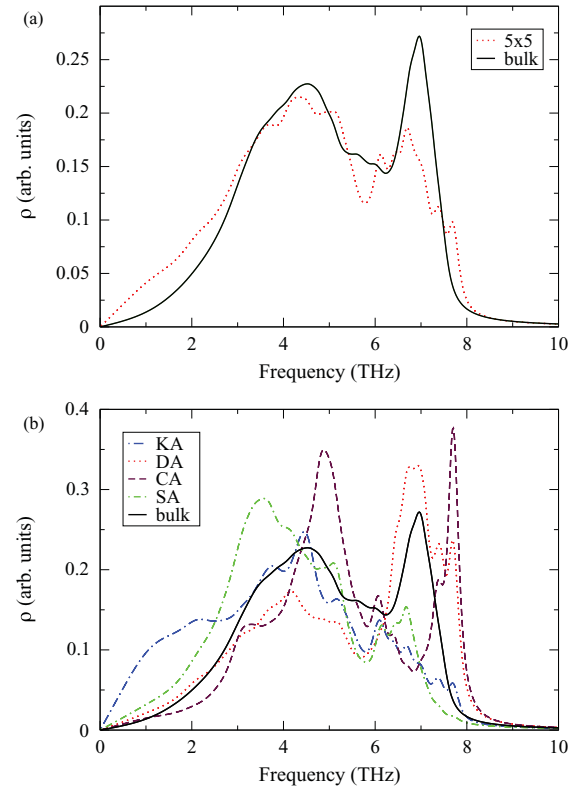 (a)
5x5
bulk
0.25
0.2
0.15
0.1
0.05
0
ρ (arb. units)
0 2 4 6 8 10
Frequency (THz)
(b)
KA
DA
CA
SA
bulk
0.4
0.3
0.2
0.1
0
ρ (arb. units)
0 2 4 6 8 10
Frequency (THz)